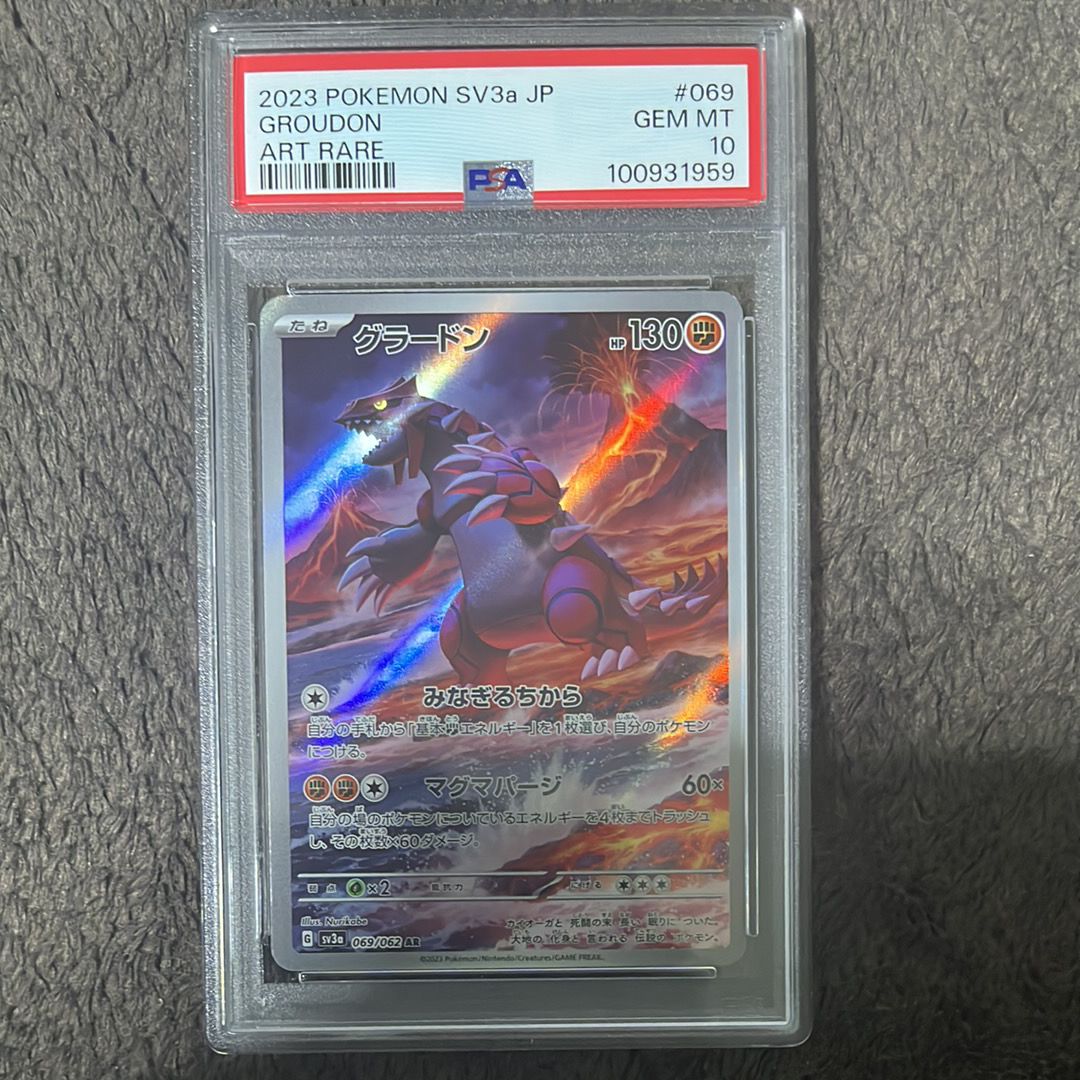 2023 POKEMON SV3a JP #069
GROUDON GEM MT
ART RARE 10
PSA 100931959
たね グラードン HP 130
みなぎるちから
自分の手札から「基本エネルギー」を1枚選び、自分のポケモン
につける。
マグマパージ 60×
自分の場のポケモンについているエネルギーを4枚までトラッシュ
し、その枚数×60ダメージ。
弱点 ×2 抵抗力 にげる
Illus. Nurikabe
カイオーガと 死闘の末 長い 眠りに ついた。
G sv3a 069/062 AR
大地の 化身と 言われる 伝説の ポケモン。
©2023 Pokémon/Nintendo/Creatures/GAME FREAK.